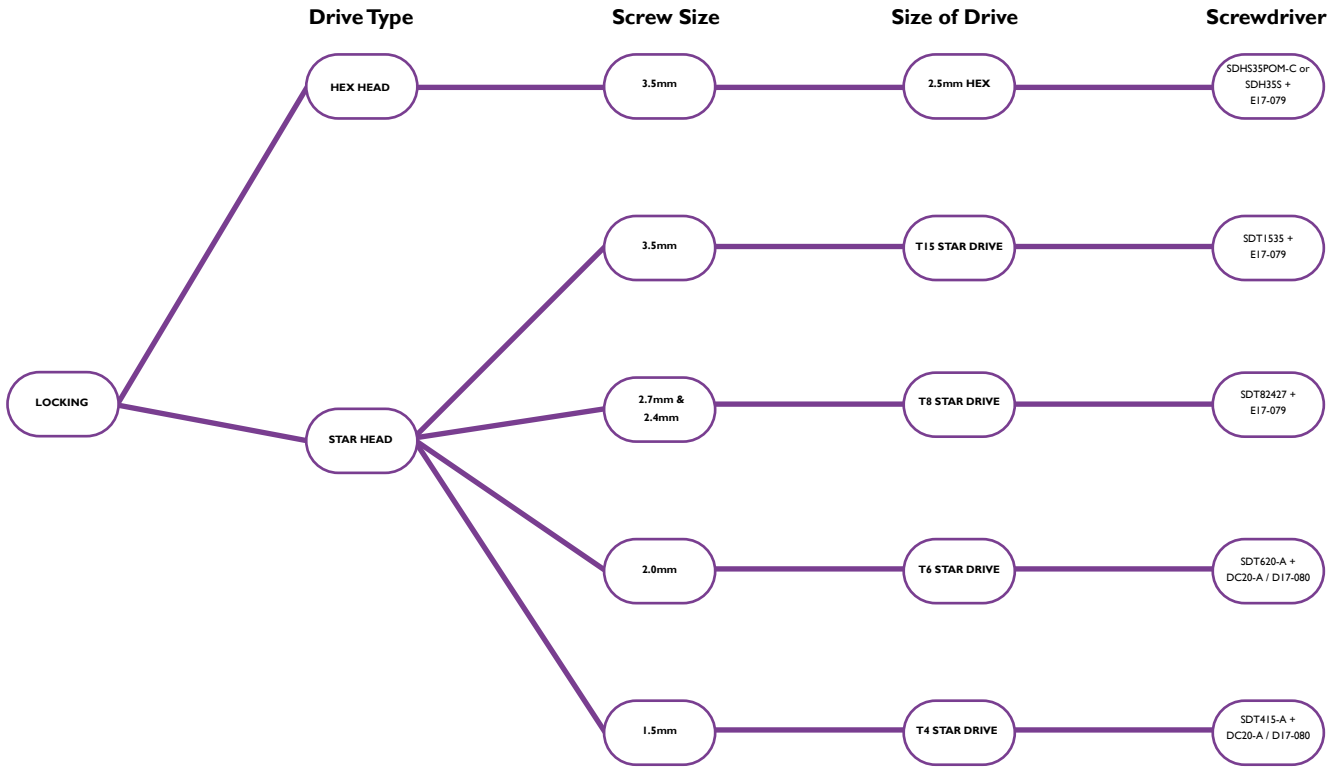 Drive Type
Screw Size
Size of Drive
Screwdriver
HEX HEAD
3.5mm
2.5mm HEX
SDHS35POM-C or
SDH35S +
E17-079
3.5mm
T15 STAR DRIVE
SDT1535 +
E17-079
LOCKING
STAR HEAD
2.7mm &
2.4mm
T8 STAR DRIVE
SDT82427 +
E17-079
2.0mm
T6 STAR DRIVE
SDT620-A +
DC20-A / D17-080
1.5mm
T4 STAR DRIVE
SDT415-A +
DC20-A / D17-080